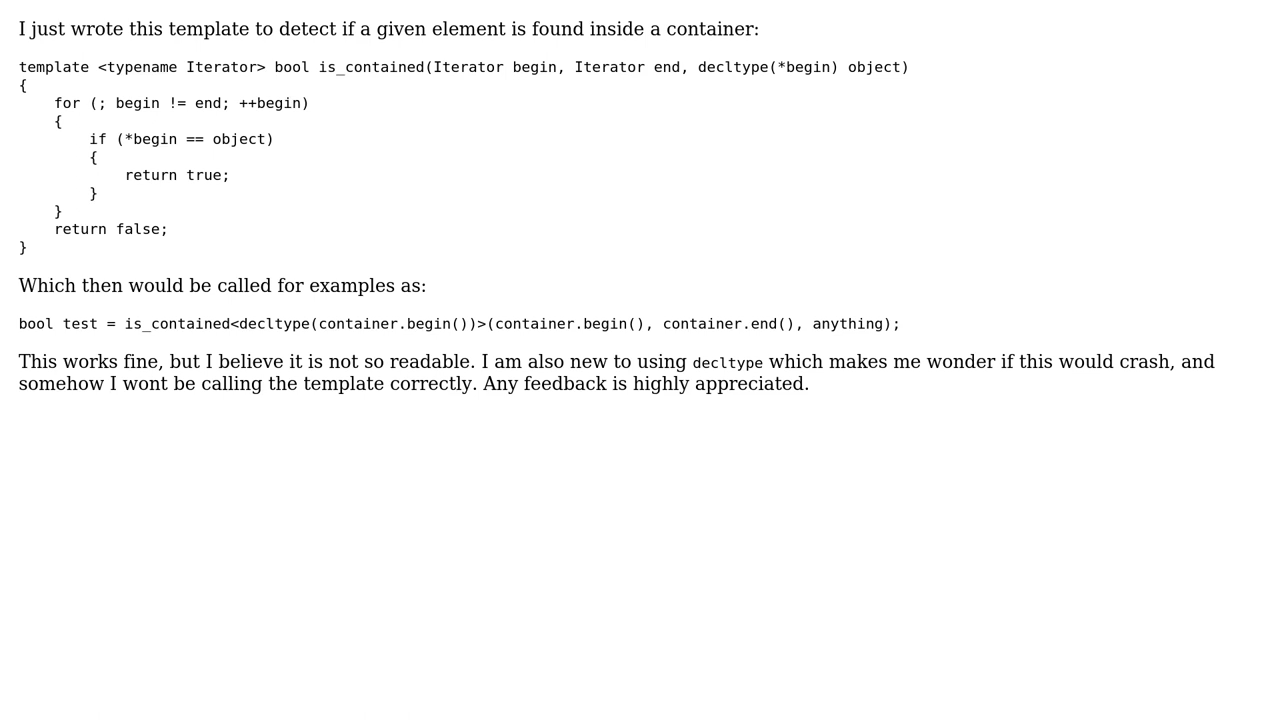 I just wrote this template to detect if a given element is found inside a container:
template <typename Iterator> bool is_contained(Iterator begin, Iterator end, decltype(*begin) object)
{
    for (; begin != end; ++begin)
    {
        if (*begin == object)
        {
            return true;
        }
    }
    return false;
}
Which then would be called for examples as:
bool test = is_contained<decltype(container.begin())>(container.begin(), container.end(), anything);
This works fine, but I believe it is not so readable. I am also new to using decltype which makes me wonder if this would crash, and
somehow I wont be calling the template correctly. Any feedback is highly appreciated.